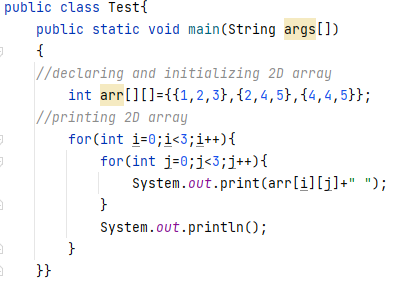 public class Test{
    public static void main(String args[])
    {
    //declaring and initializing 2D array
        int arr[][]={{1,2,3},{2,4,5},{4,4,5}};
    //printing 2D array
        for(int i=0;i<3;i++){
            for(int j=0;j<3;j++){
                System.out.print(arr[i][j]+" ");
            }
            System.out.println();
        }
    }}